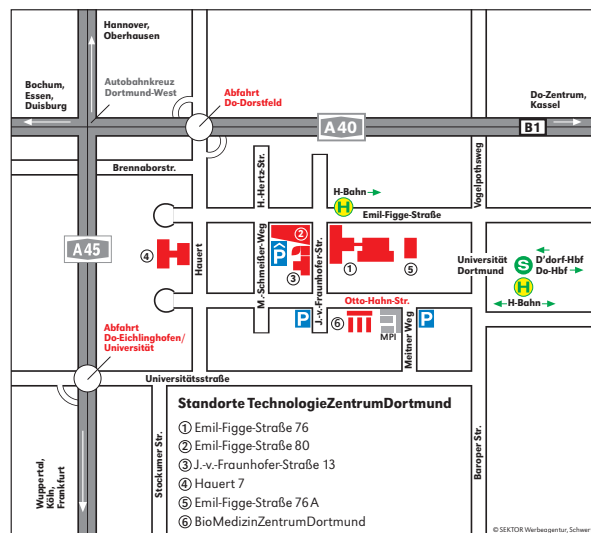 Hannover,
Oberhausen
Bochum,
Essen,
Duisburg
Autobahnkreuz
Dortmund-West
Abfahrt
Do-Dorstfeld
Do-Zentrum,
Kassel
A40
B1
Brennaborstr.
H.-Hertz-Str.
Vogelpothsweg
H-Bahn
H
Emil-Figge-Straße
A45
4
Hauert
M.-Schmeißer-Weg
P
2
3
J.-v.-Fraunhofer-Str.
1
5
Universität
Dortmund
S
D'dorf-Hbf
Do-Hbf
H
H-Bahn
Otto-Hahn-Str.
P
6
MPI
Meitner Weg
P
Abfahrt
Do-Eichlinghofen/
Universität
Universitätsstraße
Stockumer Str.
Baroper Str.
Wuppertal,
Köln,
Frankfurt
Standorte TechnologieZentrumDortmund
1 Emil-Figge-Straße 76
2 Emil-Figge-Straße 80
3 J.-v.-Fraunhofer-Straße 13
4 Hauert 7
5 Emil-Figge-Straße 76 A
6 BioMedizinZentrumDortmund
© SEKTOR Werbeagentur, Schwer